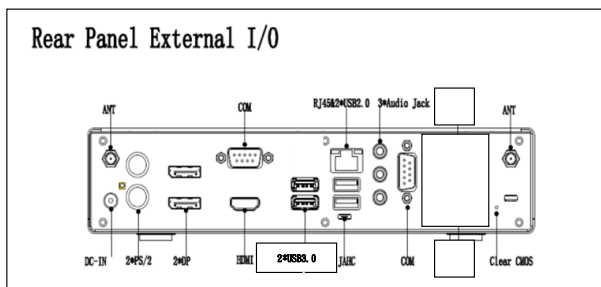 Rear Panel External I/O
ANT
COM
RJ45&2*USB2.0
3*Audio Jack
ANT
DC-IN
2*PS/2
2*DP
HDMI
2*USB3.0
JAHC
COM
Clear CMOS